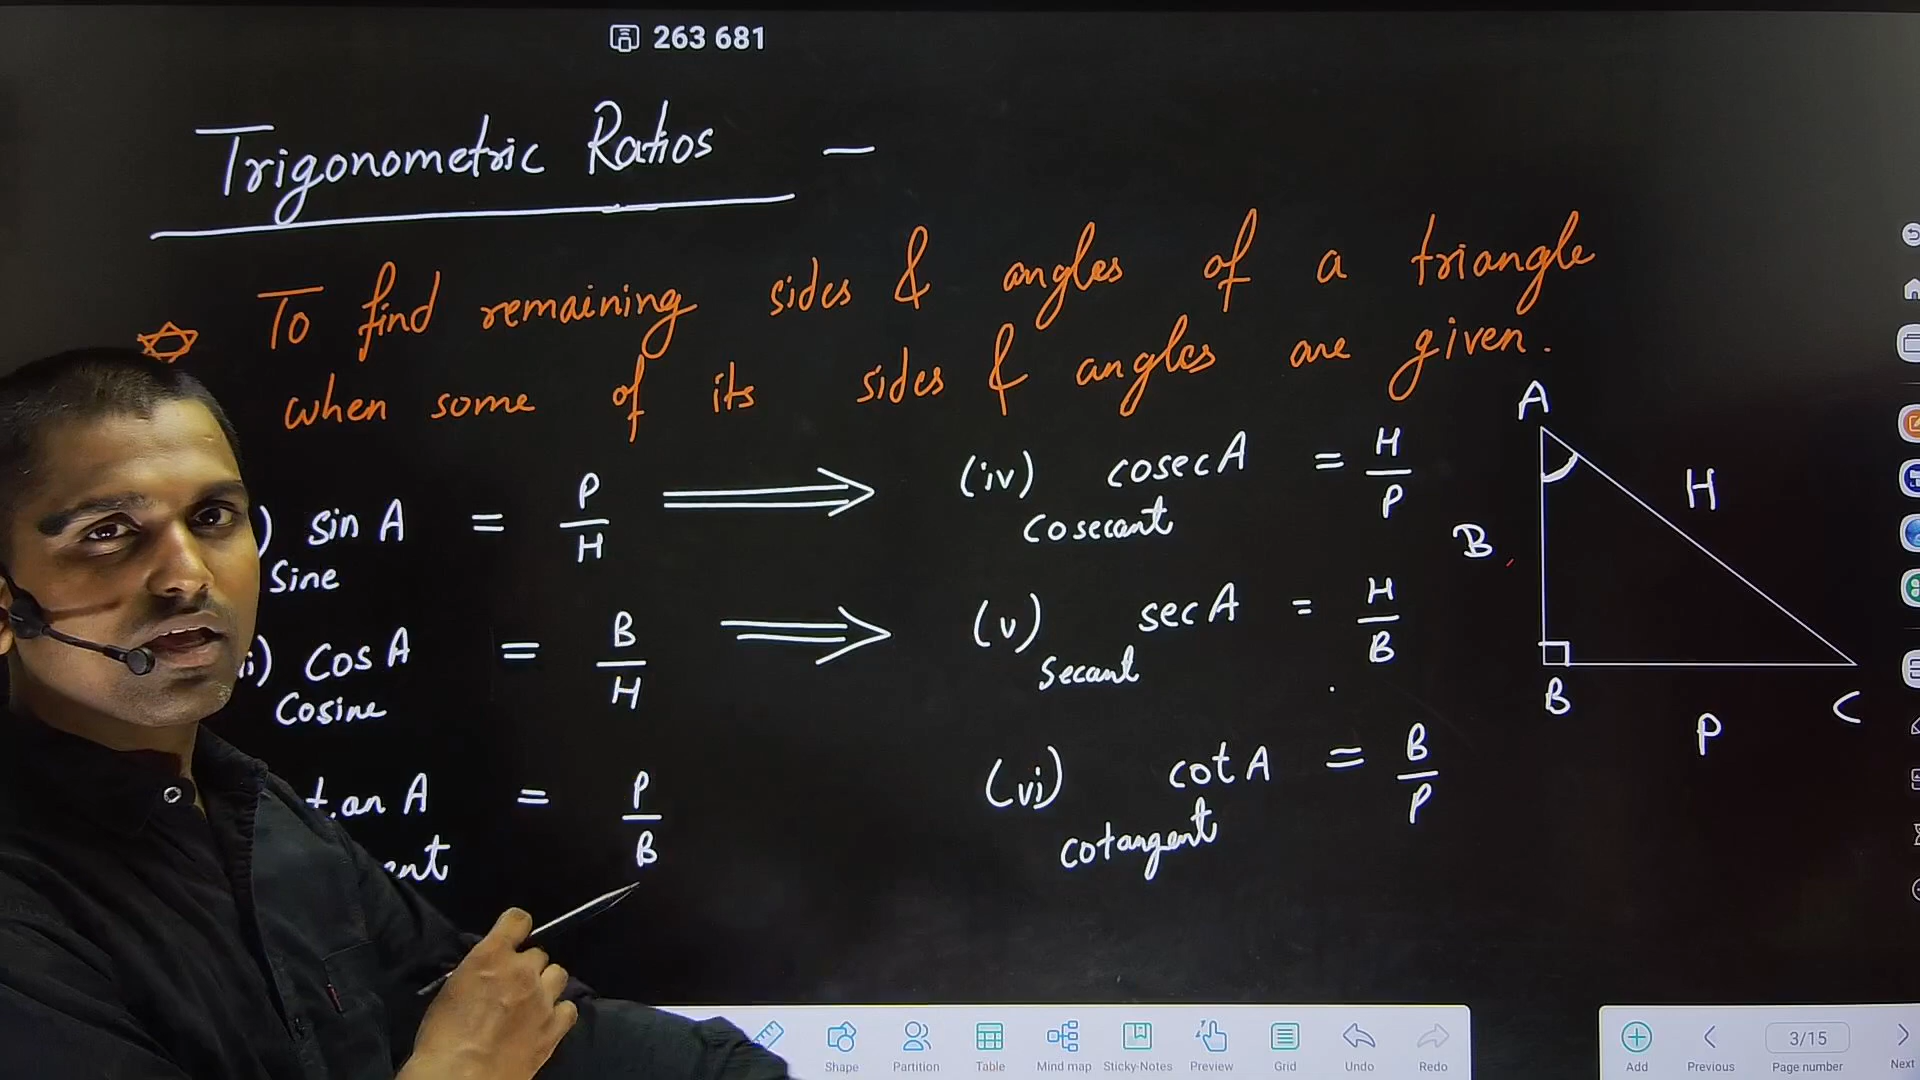 263 681
Trigonometric Ratios —
To find remaining sides & angles of a triangle
when some of its sides & angles are given.
) sin A = P/H ⟹ (iv) cosec A = H/P
Sine
Cosecant
i) cos A = B/H ⟹ (v) sec A = H/B
Cosine
Secant
tan A = P/B
(vi) cot A = B/P
ent
cotangent
A
H
B
B
C
P
Shape Partition Table Mind map Sticky-Notes Preview Grid Undo Redo
3/15
Add Previous Page number Next